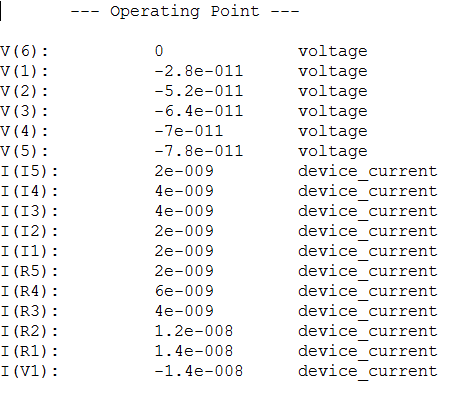 --- Operating Point ---
V(6): 0 voltage
V(1): -2.8e-011 voltage
V(2): -5.2e-011 voltage
V(3): -6.4e-011 voltage
V(4): -7e-011 voltage
V(5): -7.8e-011 voltage
I(I5): 2e-009 device_current
I(I4): 4e-009 device_current
I(I3): 4e-009 device_current
I(I2): 2e-009 device_current
I(I1): 2e-009 device_current
I(R5): 2e-009 device_current
I(R4): 6e-009 device_current
I(R3): 4e-009 device_current
I(R2): 1.2e-008 device_current
I(R1): 1.4e-008 device_current
I(V1): -1.4e-008 device_current